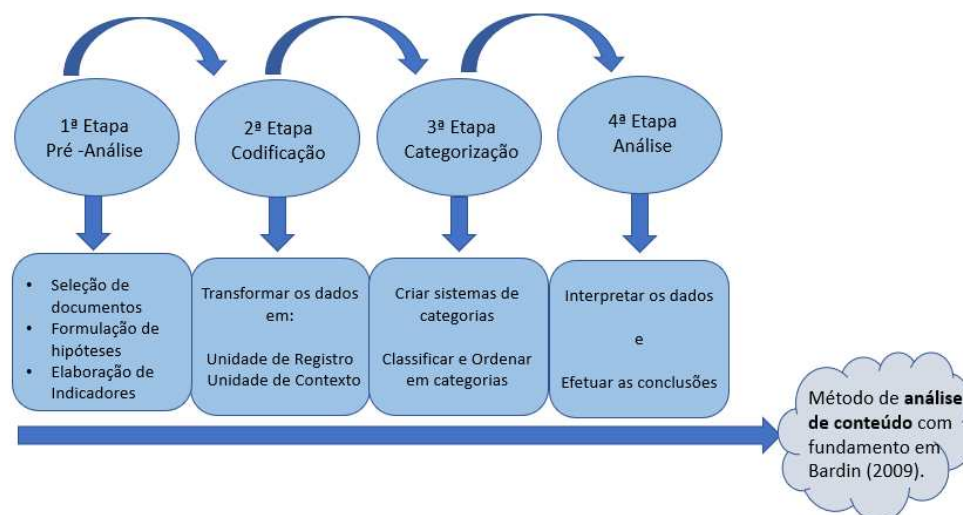 1ª Etapa
Pré -Análise
2ª Etapa
Codificação
3ª Etapa
Categorização
4ª Etapa
Análise
• Seleção de
documentos
• Formulação de
hipóteses
• Elaboração de
Indicadores
Transformar os dados
em:
Unidade de Registro
Unidade de Contexto
Criar sistemas de
categorias
Classificar e Ordenar
em categorias
Interpretar os dados
e
Efetuar as conclusões
Método de análise
de conteúdo com
fundamento em
Bardin (2009).